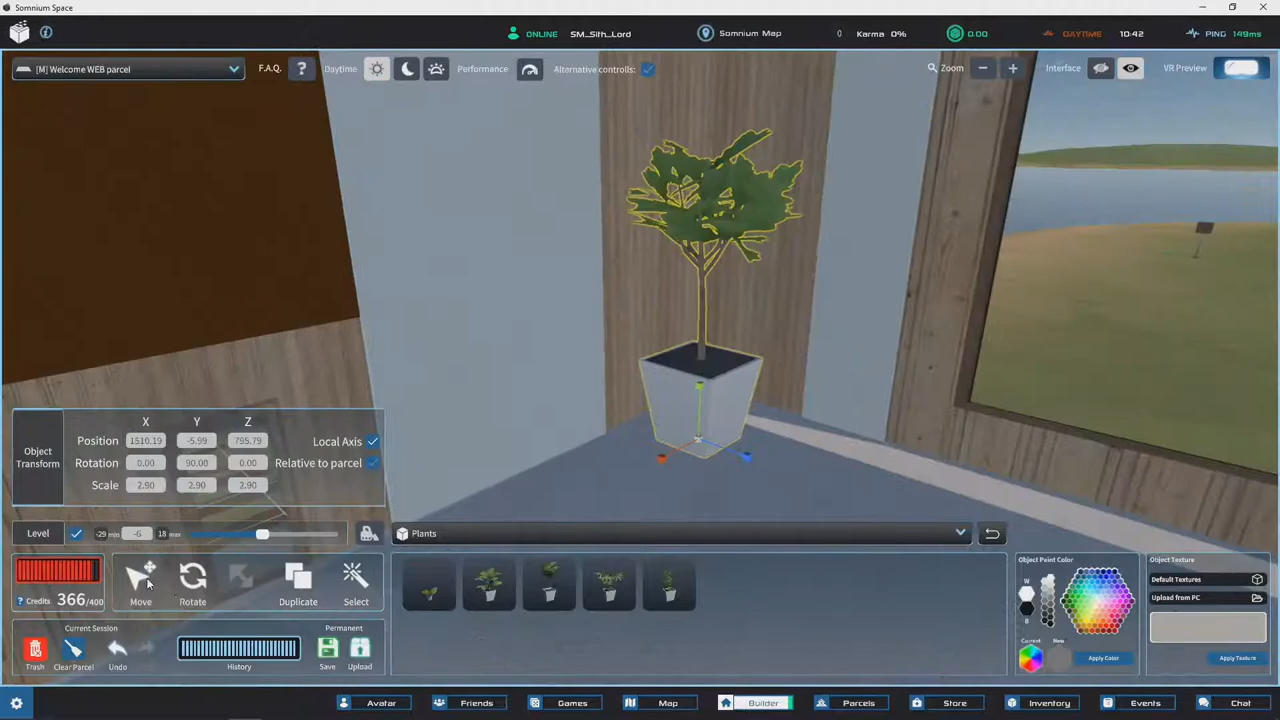 Somnium Space
ONLINE SM_Sith_Lord Somnium Map 0 Karma 0% 0.00 DAYTIME 10:42 PING 149ms
[M] Welcome WEB parcel F.A.Q. ? Daytime Performance Alternative controlls: Zoom Interface VR Preview
X Y Z
Position 1510.19 -5.99 795.79 Local Axis
Object Transform
Rotation 0.00 90.00 0.00 Relative to parcel
Scale 2.90 2.90 2.90
Level -29 min -6 18 max
Plants
Move Rotate Duplicate Select
? Credits 366/400
Current Session Permanent
Trash Clear Parcel Undo History Save Upload
Object Paint Color
W
B
Current New
Apply Color
Object Texture
Default Textures
Upload from PC
Apply Texture
Avatar Friends Games Map Builder Parcels Store Inventory Events Chat